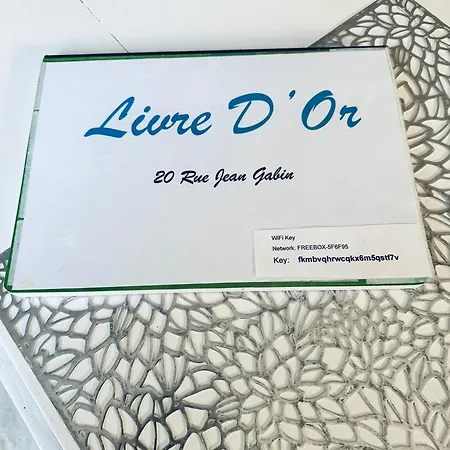 Livre D'Or
20 Rue Jean Gabin
WiFi Key
Network: FREEBOX-5F6F95
Key: fkmbvqhrwcqkx6m5qstf7v